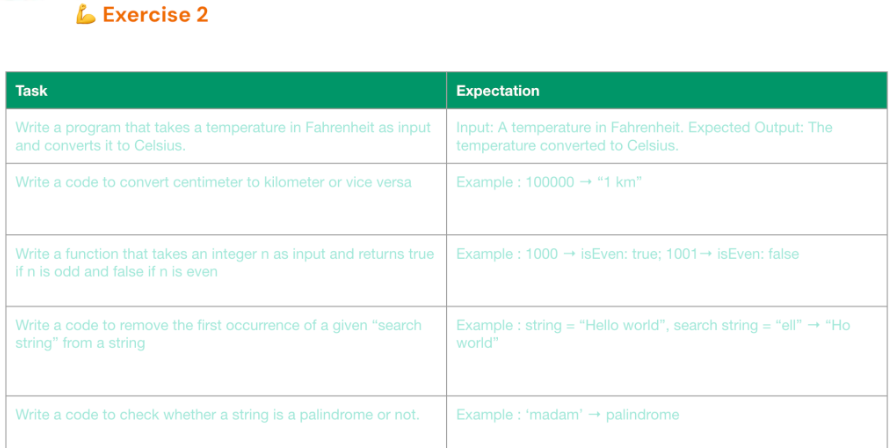 💪 Exercise 2
Task
Expectation
Write a program that takes a temperature in Fahrenheit as input
and converts it to Celsius.
Input: A temperature in Fahrenheit. Expected Output: The
temperature converted to Celsius.
Write a code to convert centimeter to kilometer or vice versa
Example : 100000 → “1 km”
Write a function that takes an integer n as input and returns true
if n is odd and false if n is even
Example : 1000 → isEven: true; 1001→ isEven: false
Write a code to remove the first occurrence of a given “search
string” from a string
Example : string = “Hello world”, search string = “ell” → “Ho
world”
Write a code to check whether a string is a palindrome or not.
Example : ‘madam’ → palindrome